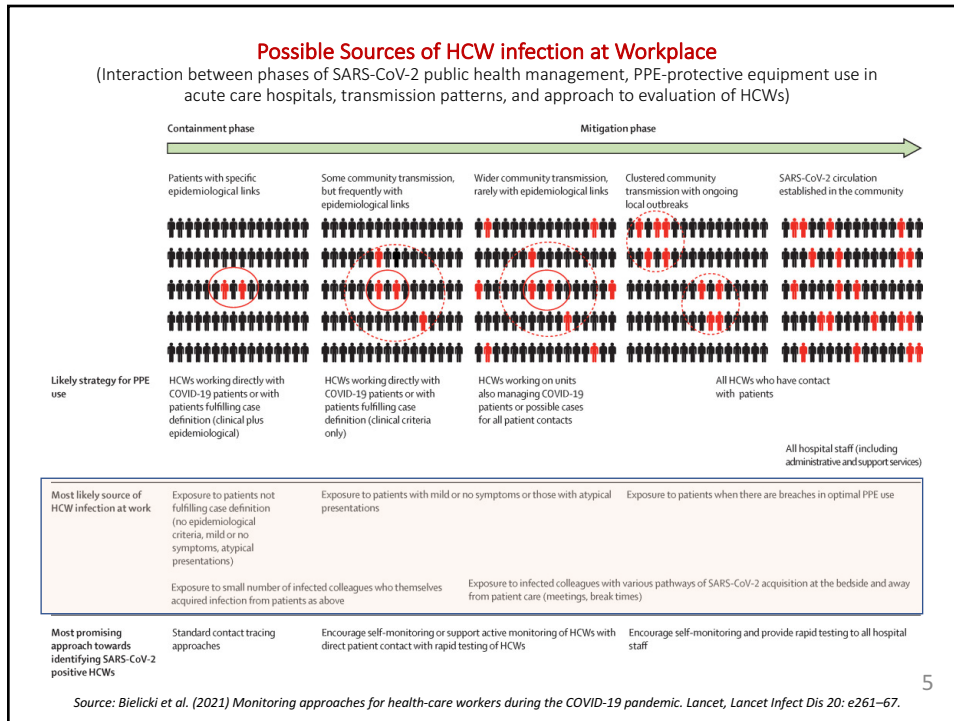 Possible Sources of HCW infection at Workplace
(Interaction between phases of SARS-CoV-2 public health management, PPE-protective equipment use in
acute care hospitals, transmission patterns, and approach to evaluation of HCWs)
Containment phase
Mitigation phase
Patients with specific
epidemiological links
Some community transmission,
but frequently with
epidemiological links
Wider community transmission,
rarely with epidemiological links
Clustered community
transmission with ongoing
local outbreaks
SARS-CoV-2 circulation
established in the community
Likely strategy for PPE
use
HCWs working directly with
COVID-19 patients or with
patients fulfilling case
definition (clinical plus
epidemiological)
HCWs working directly with
COVID-19 patients or with
patients fulfilling case
definition (clinical criteria
only)
HCWs working on units
also managing COVID-19
patients or possible cases
for all patient contacts
All HCWs who have contact
with patients
All hospital staff (including
administrative and support services)
Most likely source of
HCW infection at work
Exposure to patients not
fulfilling case definition
(no epidemiological
criteria, mild or no
symptoms, atypical
presentations)
Exposure to patients with mild or no symptoms or those with atypical
presentations
Exposure to patients when there are breaches in optimal PPE use
Exposure to small number of infected colleagues who themselves
acquired infection from patients as above
Exposure to infected colleagues with various pathways of SARS-CoV-2 acquisition at the bedside and away
from patient care (meetings, break times)
Most promising
approach towards
identifying SARS-CoV-2
positive HCWs
Standard contact tracing
approaches
Encourage self-monitoring or support active monitoring of HCWs with
direct patient contact with rapid testing of HCWs
Encourage self-monitoring and provide rapid testing to all hospital
staff
5
Source: Bielicki et al. (2021) Monitoring approaches for health-care workers during the COVID-19 pandemic. Lancet, Lancet Infect Dis 20: e261–67.